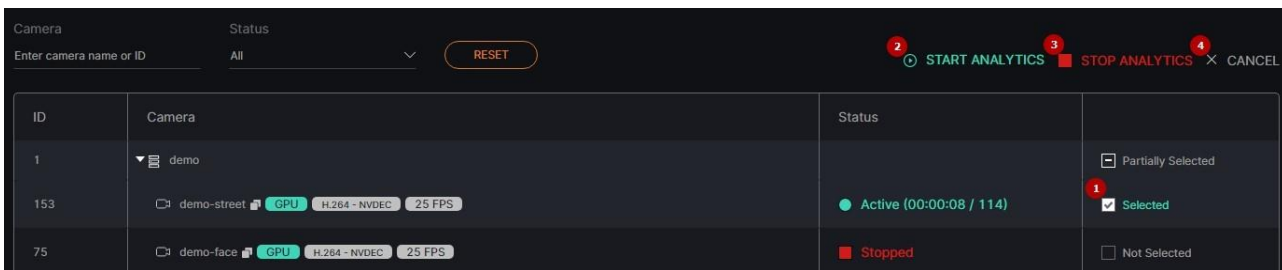 Camera Status
Enter camera name or ID All RESET 2 START ANALYTICS 3 STOP ANALYTICS 4 CANCEL
ID Camera Status
1 demo Partially Selected
153 demo-street GPU H.264 - NVDEC 25 FPS Active (00:00:08 / 114) 1 Selected
75 demo-face GPU H.264 - NVDEC 25 FPS Stopped Not Selected